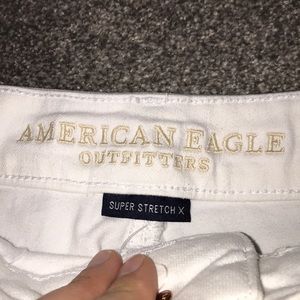 AMERICAN EAGLE
OUTFITTERS
SUPER STRETCH X